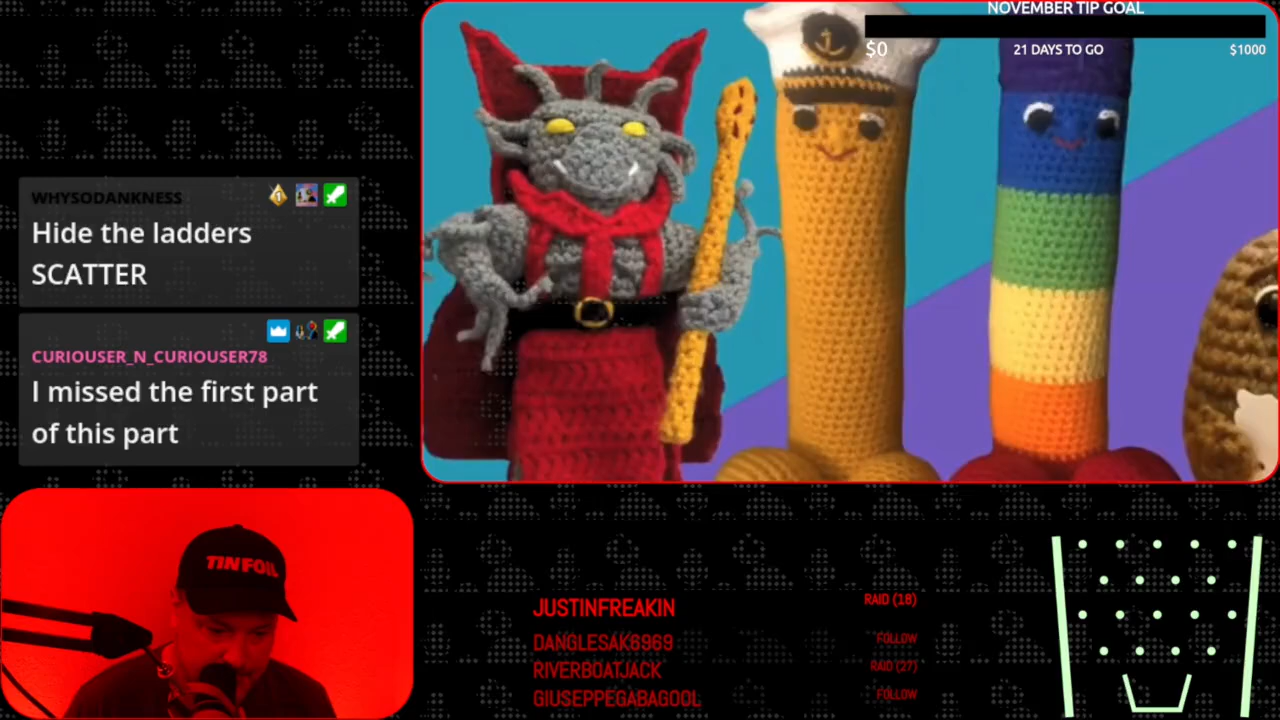 NOVEMBER TIP GOAL
$0
21 DAYS TO GO
$1000
WHYSODANKNESS
Hide the ladders
SCATTER
CURIOUSER_N_CURIOUSER78
I missed the first part
of this part
TINFOIL
JUSTINFREAKIN
RAID (18)
DANGLESAK6969
FOLLOW
RIVERBOATJACK
RAID (27)
GIUSEPPEGABAGOOL
FOLLOW